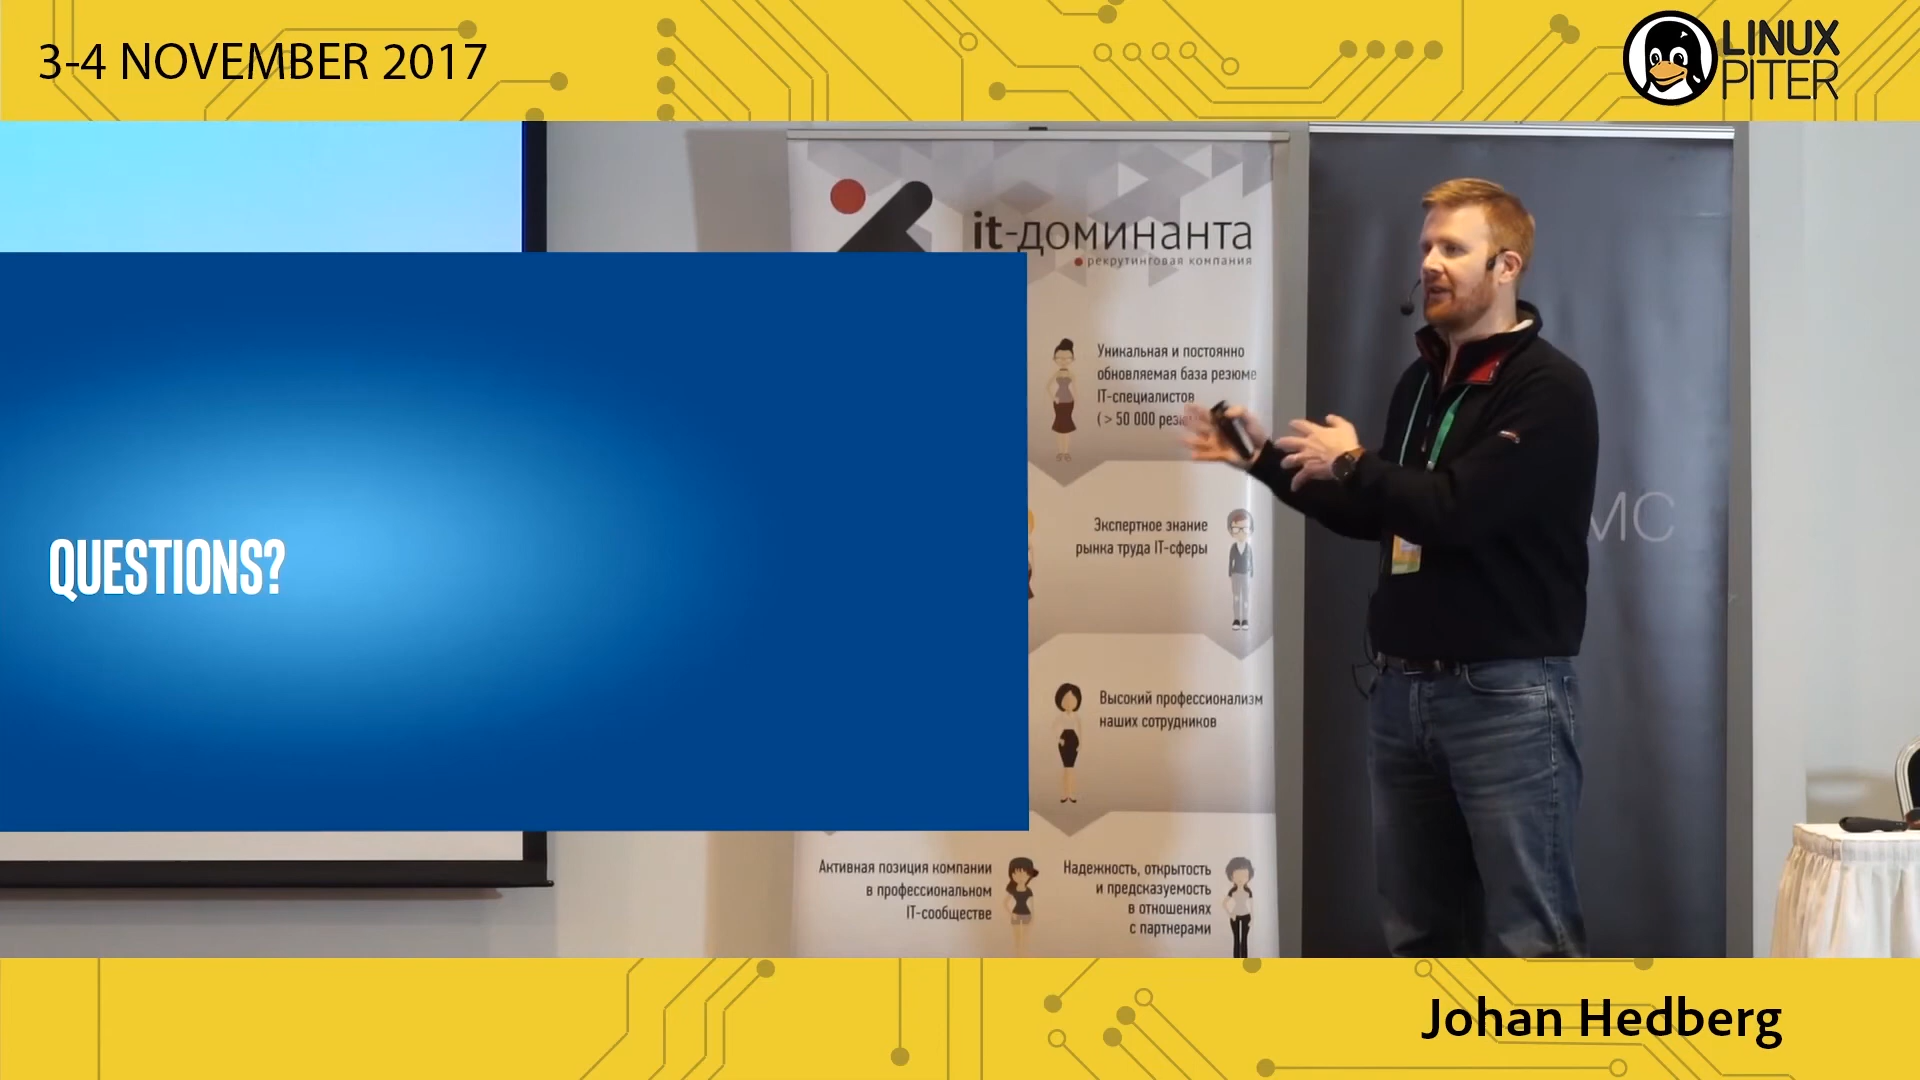 3-4 NOVEMBER 2017
LINUX
PITER
it-доминанта
рекрутинговая компания
Уникальная и постоянно
обновляемая база резюме
IT-специалистов
( > 50 000
QUESTIONS?
Экспертное знание
рынка труда IT-сферы
Высокий профессионализм
наших сотрудников
Активная позиция компании
в профессиональном
IT-сообществе
Надежность, открытость
и предсказуемость
в отношениях
с партнерами
Johan Hedberg